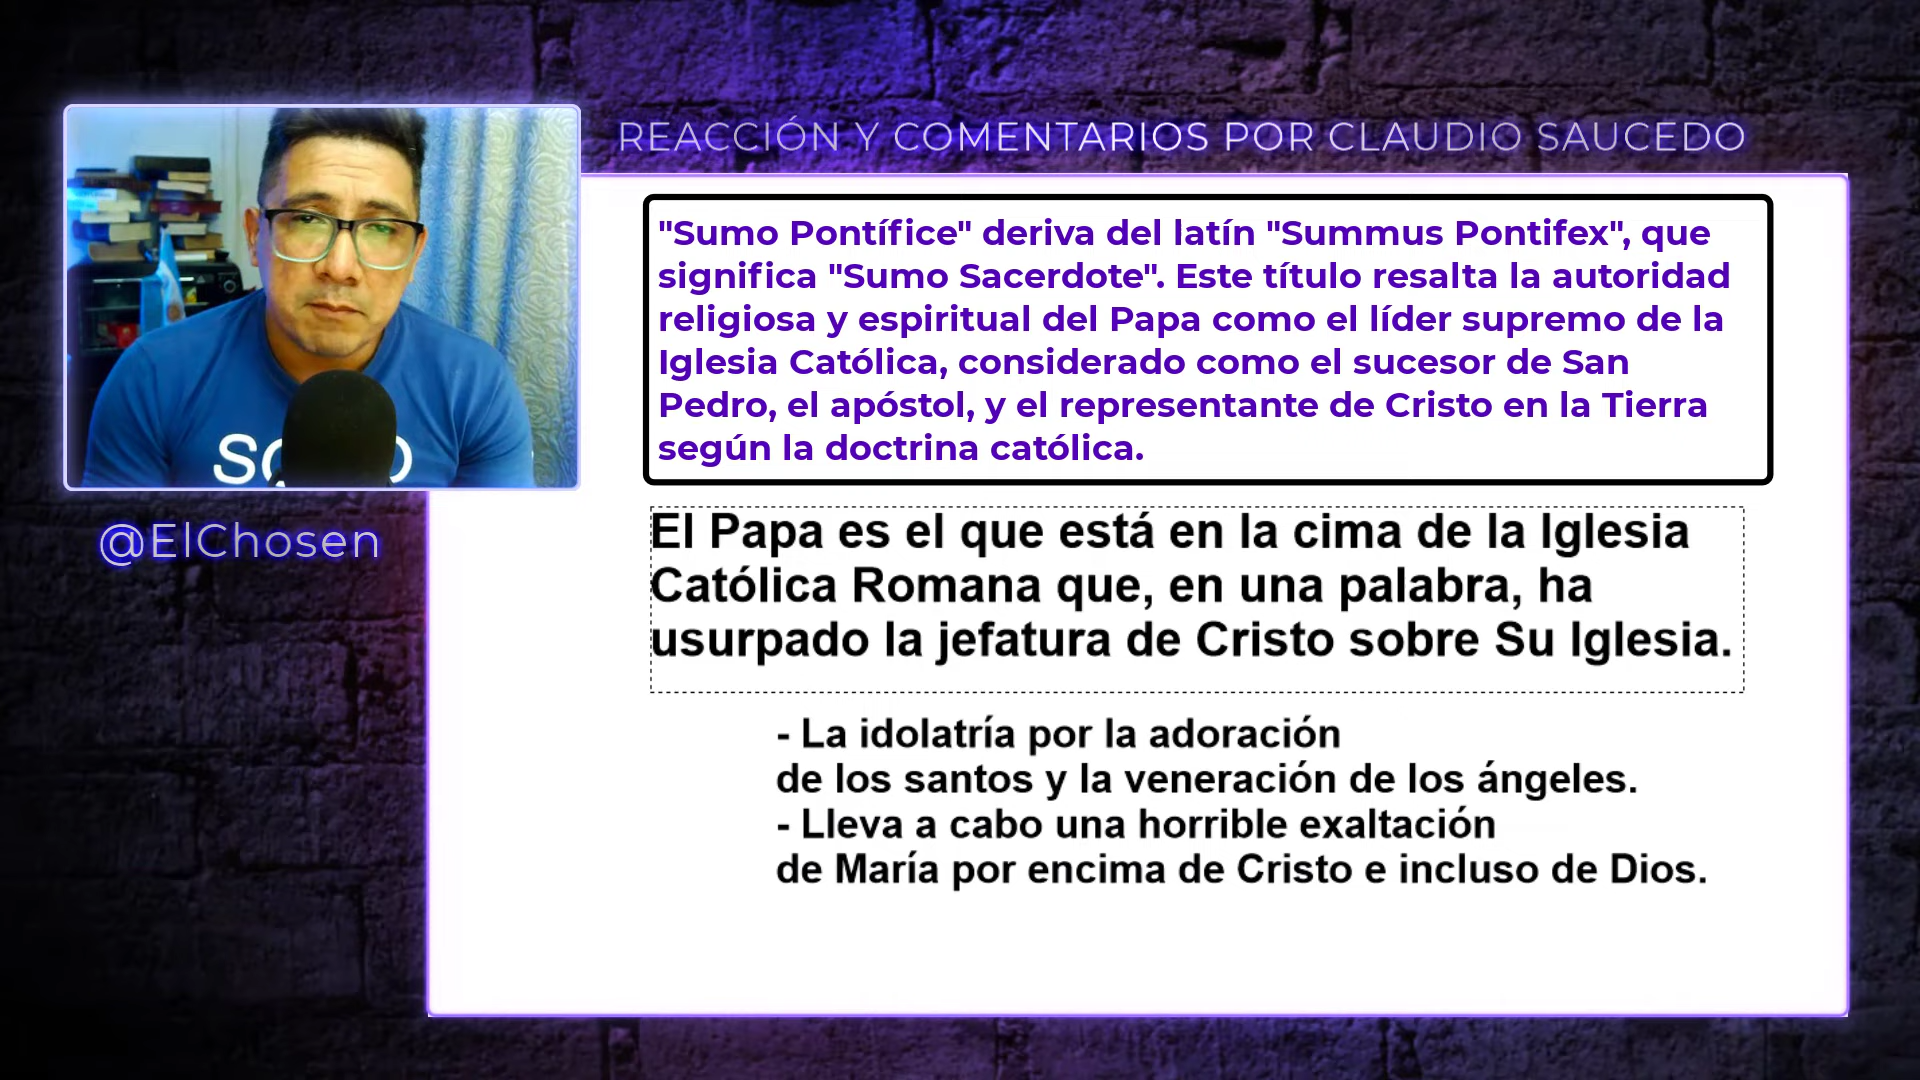 REACCIÓN Y COMENTARIOS POR CLAUDIO SAUCEDO
"Sumo Pontífice" deriva del latín "Summus Pontifex", que
significa "Sumo Sacerdote". Este título resalta la autoridad
religiosa y espiritual del Papa como el líder supremo de la
Iglesia Católica, considerado como el sucesor de San
Pedro, el apóstol, y el representante de Cristo en la Tierra
según la doctrina católica.
@ElChosen
El Papa es el que está en la cima de la Iglesia
Católica Romana que, en una palabra, ha
usurpado la jefatura de Cristo sobre Su Iglesia.
- La idolatría por la adoración
de los santos y la veneración de los ángeles.
- Lleva a cabo una horrible exaltación
de María por encima de Cristo e incluso de Dios.